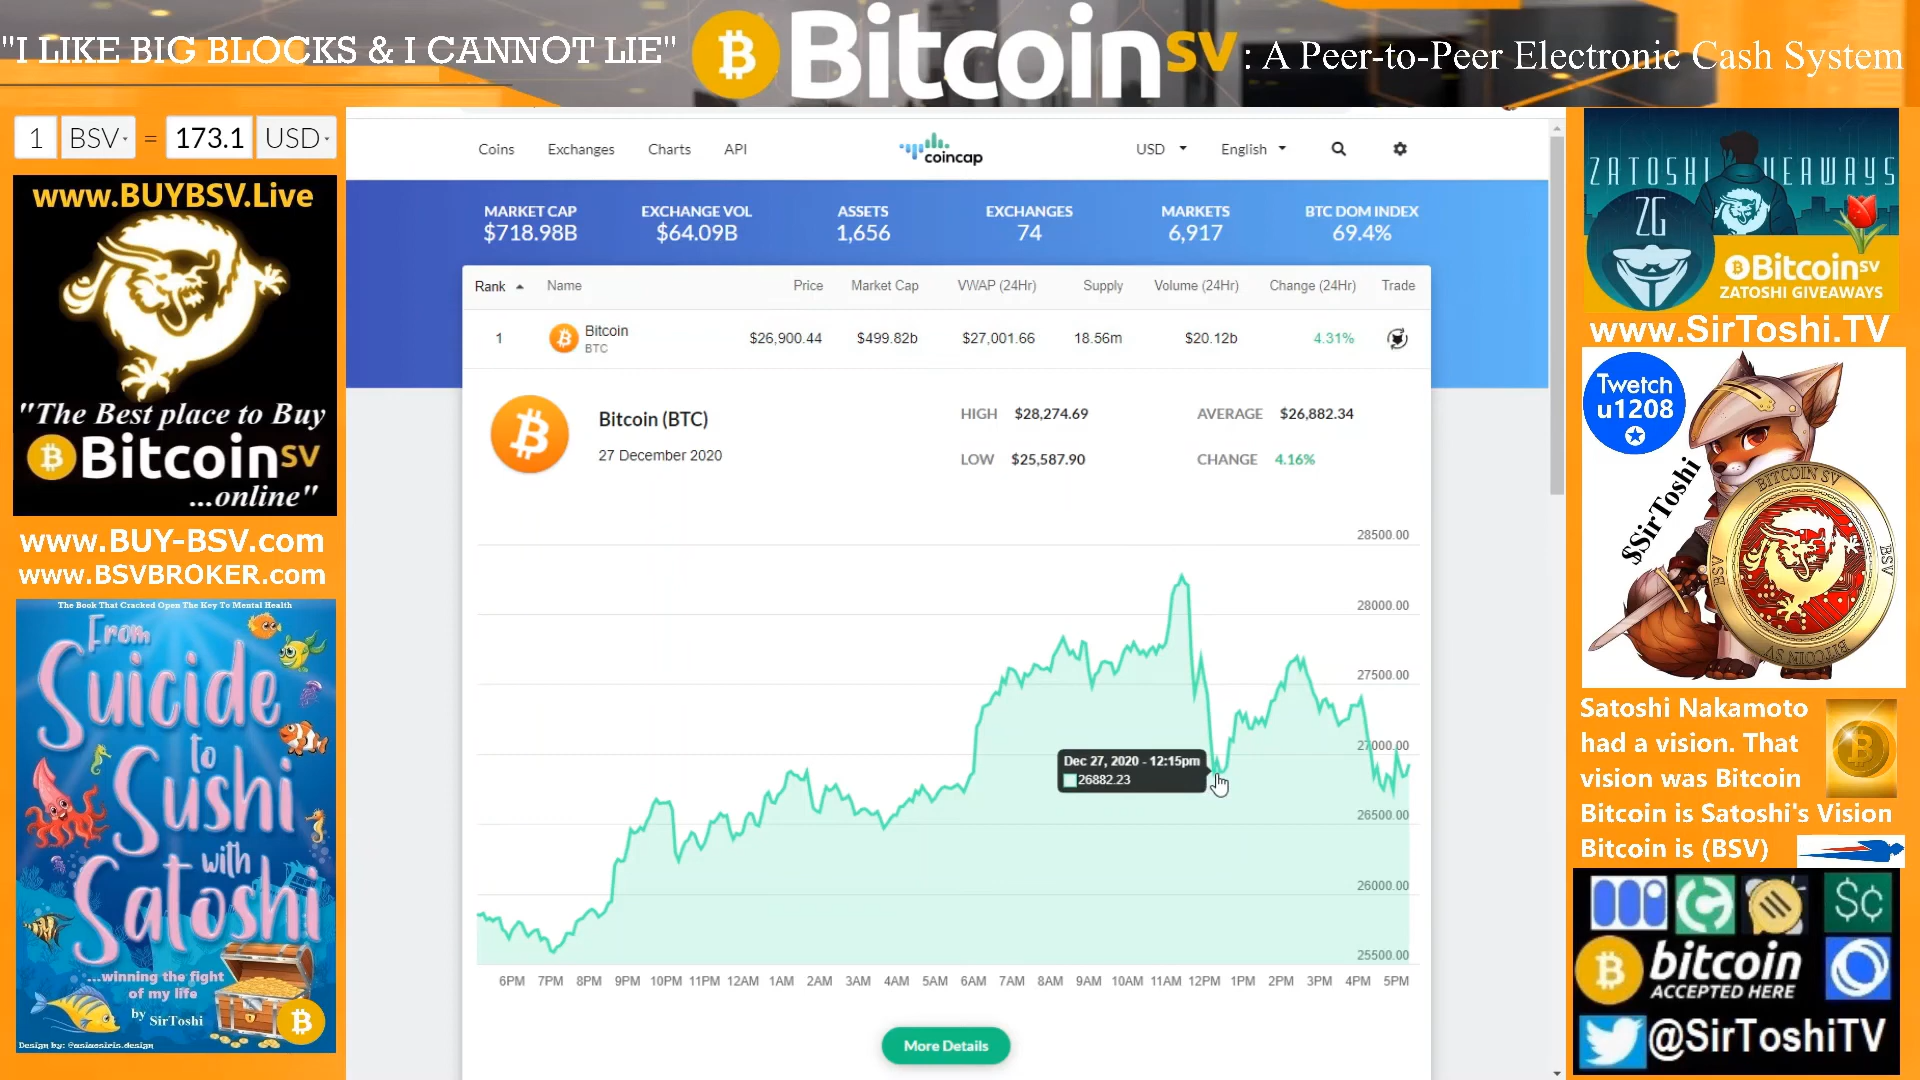 "I LIKE BIG BLOCKS & I CANNOT LIE"
BitcoinSV : A Peer-to-Peer Electronic Cash System
1 BSV = 173.1 USD
www.BUYBSV.Live
"The Best place to Buy
BitcoinSV
...online"
www.BUY-BSV.com
www.BSVBROKER.com
The Book That Cracked Open The Key To Mental Health
From
Suicide
to
Sushi
with
Satoshi
...winning the fight
of my life
by SirToshi
Design by: @asiaosiris.design
Coins Exchanges Charts API
coincap
USD English
MARKET CAP EXCHANGE VOL ASSETS EXCHANGES MARKETS BTC DOM INDEX
$718.98B $64.09B 1,656 74 6,917 69.4%
Rank Name Price Market Cap VWAP (24Hr) Supply Volume (24Hr) Change (24Hr) Trade
1 Bitcoin $26,900.44 $499.82b $27,001.66 18.56m $20.12b 4.31%
BTC
Bitcoin (BTC)
27 December 2020
HIGH $28,274.69 AVERAGE $26,882.34
LOW $25,587.90 CHANGE 4.16%
28500.00
28000.00
27500.00
27000.00
26500.00
26000.00
25500.00
Dec 27, 2020 - 12:15pm
26882.23
6PM 7PM 8PM 9PM 10PM 11PM 12AM 1AM 2AM 3AM 4AM 5AM 6AM 7AM 8AM 9AM 10AM 11AM 12PM 1PM 2PM 3PM 4PM 5PM
More Details
ZATOSHI
EAWAYS
ZG
BitcoinSV
ZATOSHI GIVEAWAYS
www.SirToshi.TV
Twetch
u1208
$SirToshi
BITCOIN SV
BSV
BSV
BITCOIN SV
Satoshi Nakamoto
had a vision. That
vision was Bitcoin
Bitcoin is Satoshi's Vision
Bitcoin is (BSV)
$¢
bitcoin
ACCEPTED HERE
@SirToshiTV